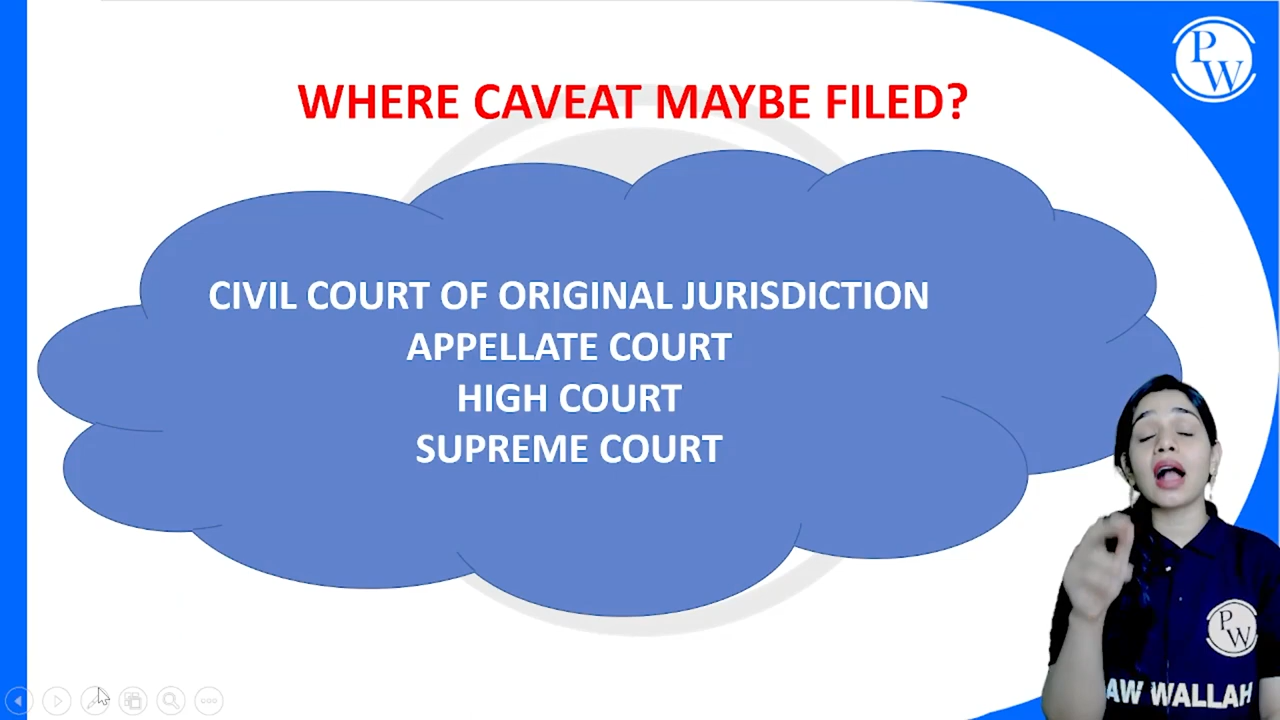 PW
WHERE CAVEAT MAYBE FILED?
CIVIL COURT OF ORIGINAL JURISDICTION
APPELLATE COURT
HIGH COURT
SUPREME COURT
PW
AW WALLAH